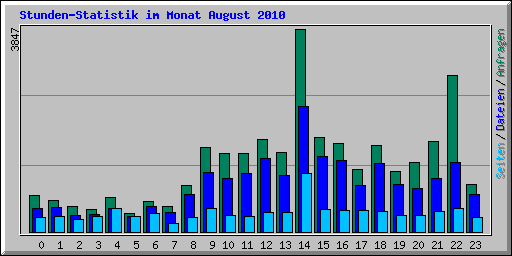 Stunden-Statistik im Monat August 2010
3847
Seiten / Dateien / Anfragen
0 1 2 3 4 5 6 7 8 9 10 11 12 13 14 15 16 17 18 19 20 21 22 23